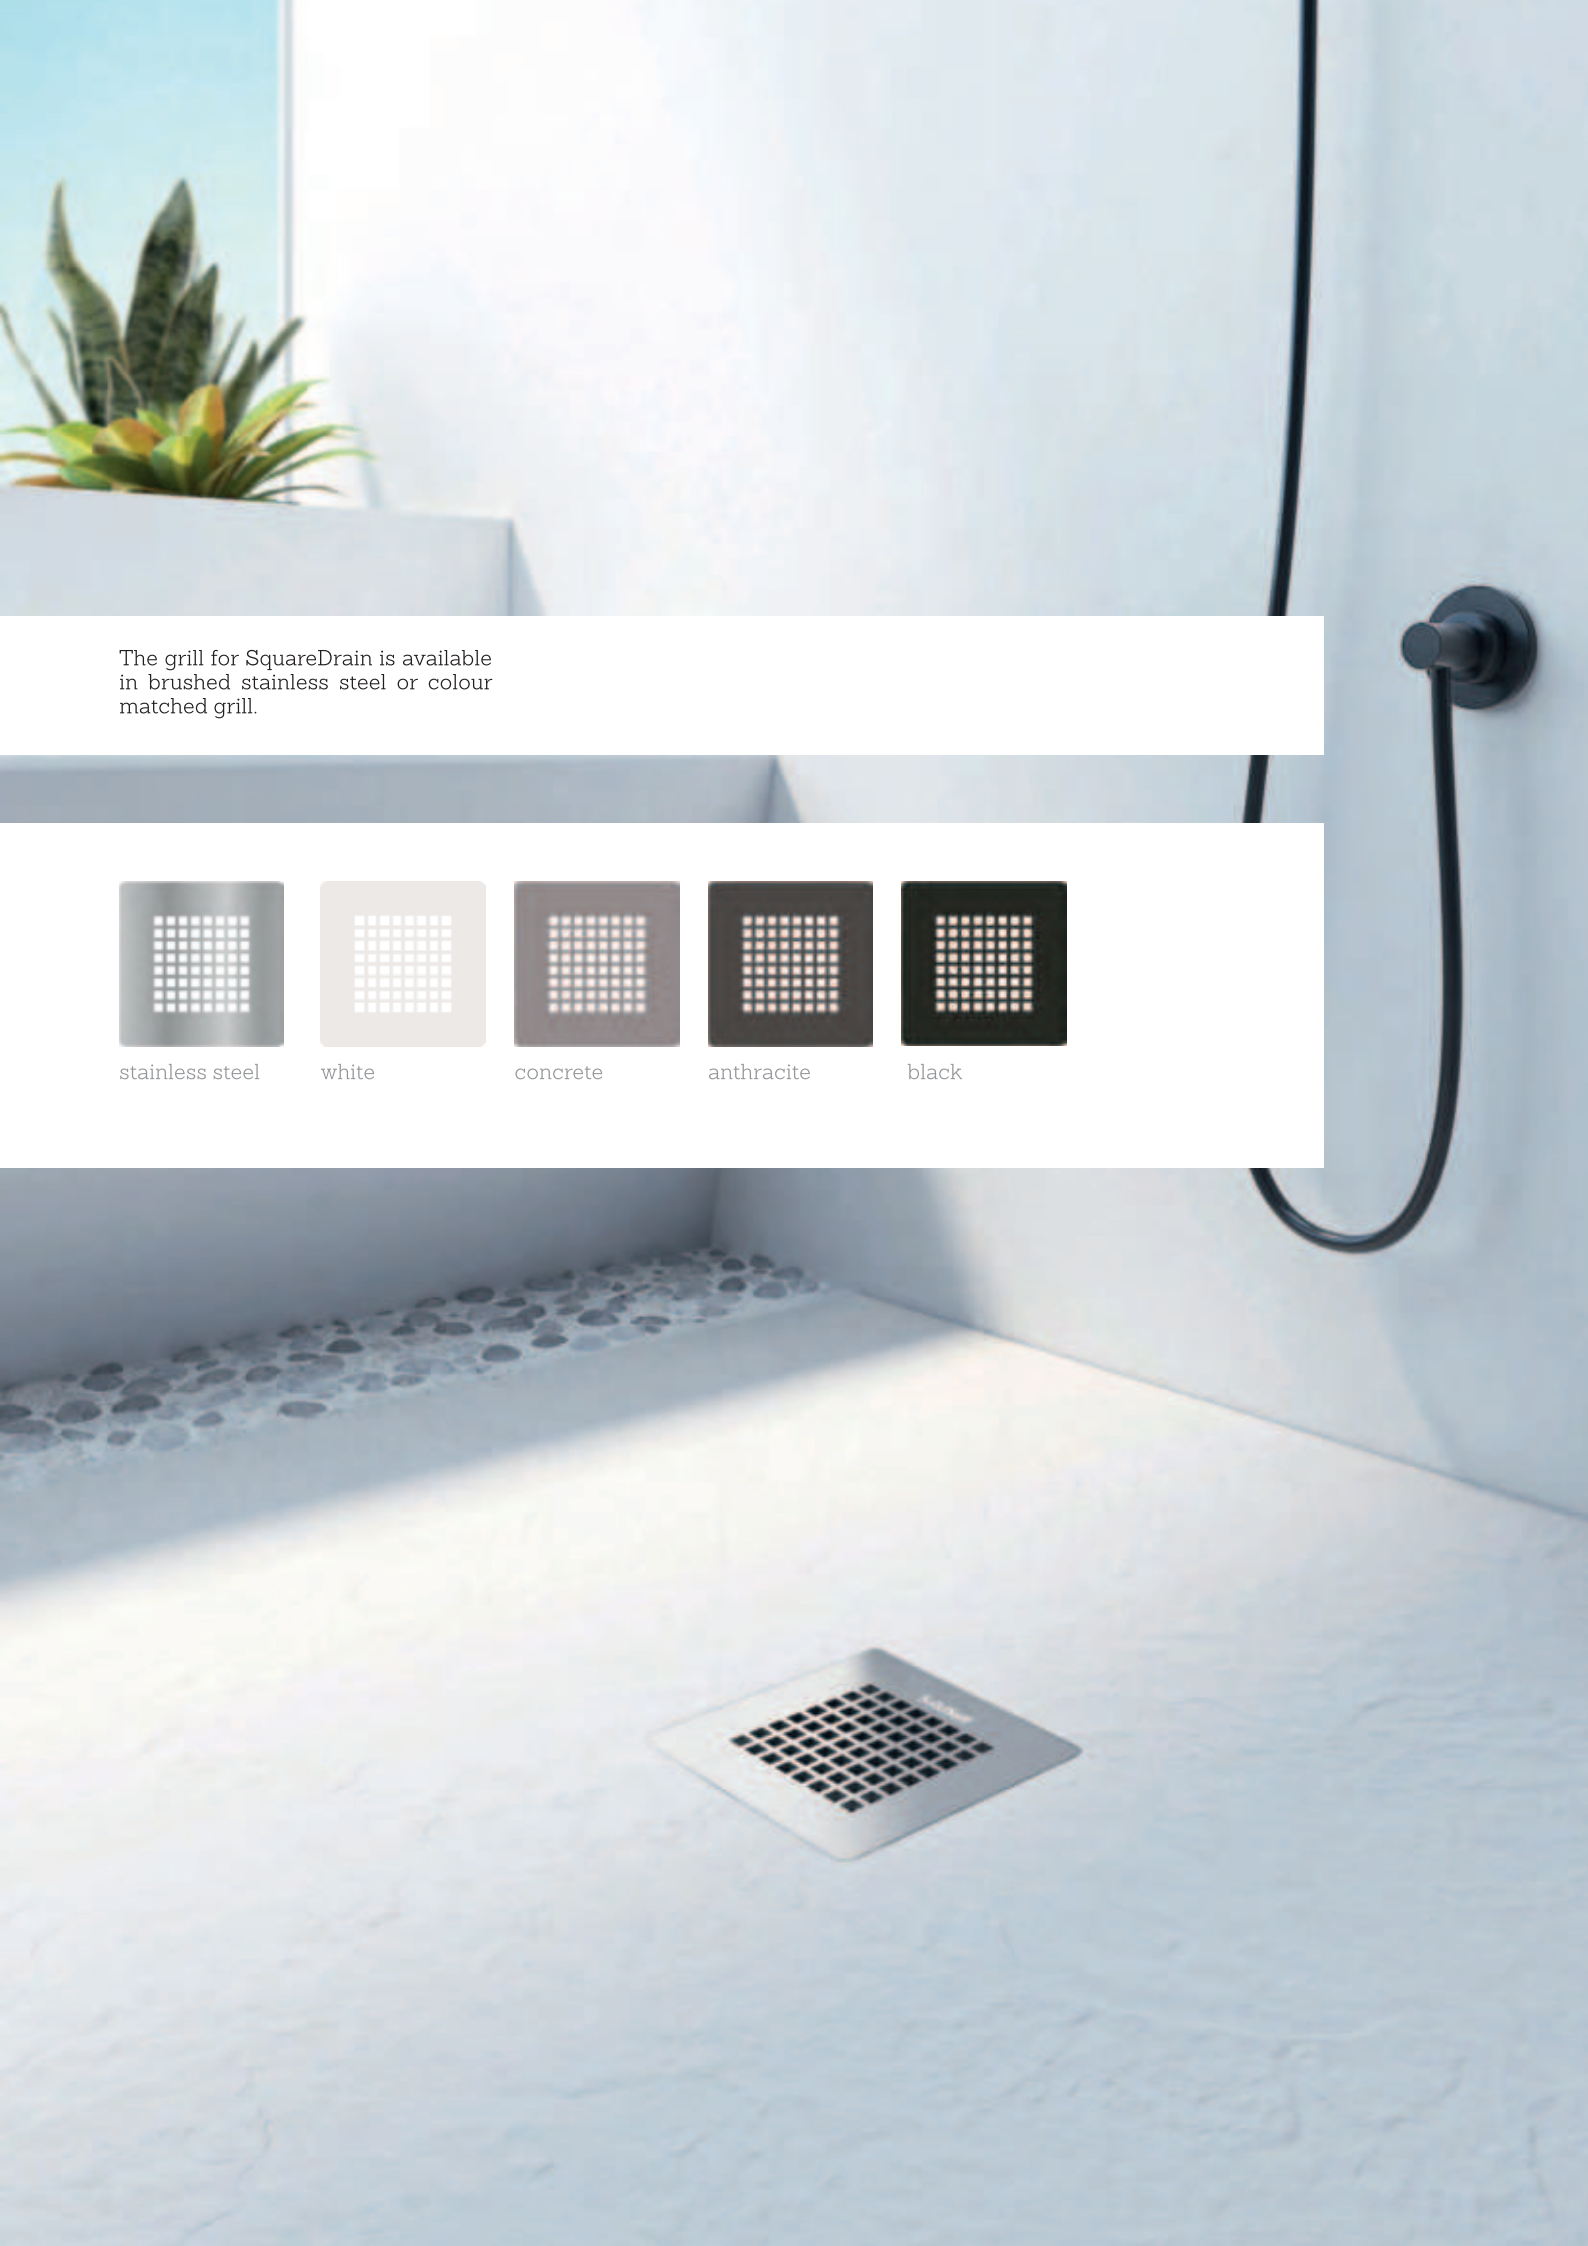 The grill for SquareDrain is available
in brushed stainless steel or colour
matched grill.
stainless steel
white
concrete
anthracite
black